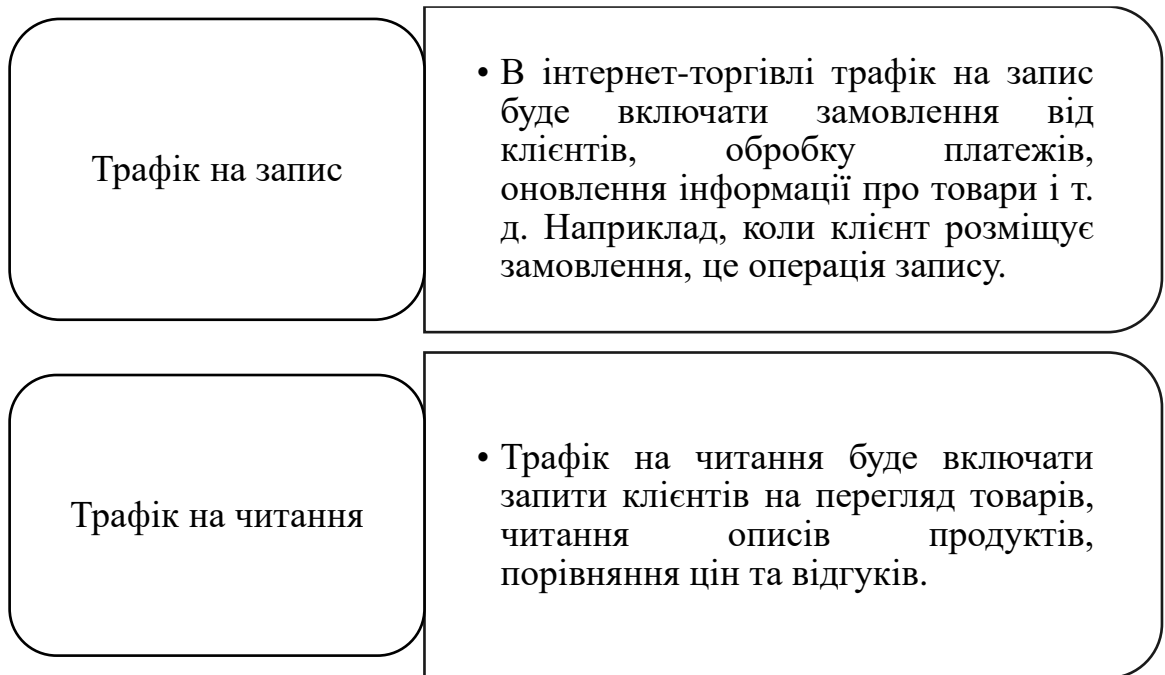 Трафік на запис
• В інтернет-торгівлі трафік на запис
буде включати замовлення від
клієнтів, обробку платежів,
оновлення інформації про товари і т.
д. Наприклад, коли клієнт розміщує
замовлення, це операція запису.
Трафік на читання
• Трафік на читання буде включати
запити клієнтів на перегляд товарів,
читання описів продуктів,
порівняння цін та відгуків.